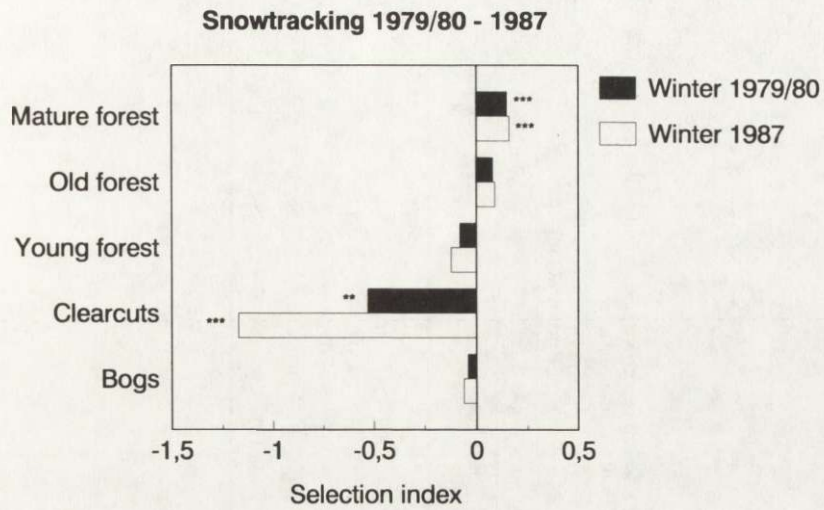 Snowtracking 1979/80 - 1987
Mature forest
***
***
Old forest
Young forest
Clearcuts
**
***
Bogs
-1,5 -1 -0,5 0 0,5
Selection index
Winter 1979/80
Winter 1987